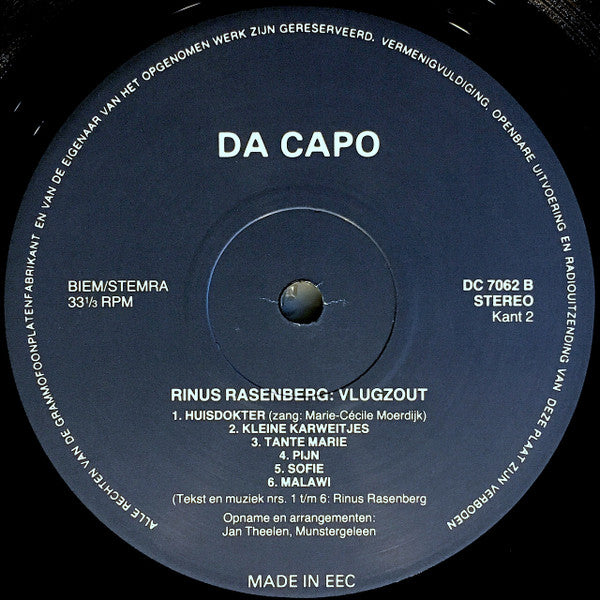 ALLE RECHTEN VAN DE GRAMMOFOONPLATENFABRIKANT EN VAN DE EIGENAAR VAN HET OPGENOMEN WERK ZIJN GERESERVEERD. VERMENIGVULDIGING, OPENBARE UITVOERING EN RADIOUITZENDING VAN DEZE PLAAT ZIJN VERBODEN
DA CAPO
BIEM/STEMRA
33 1/3 RPM
DC 7062 B
STEREO
Kant 2
RINUS RASENBERG: VLUGZOUT
1. HUISDOKTER (zang: Marie-Cécile Moerdijk)
2. KLEINE KARWEITJES
3. TANTE MARIE
4. PIJN
5. SOFIE
6. MALAWI
(Tekst en muziek nrs. 1 t/m 6: Rinus Rasenberg
Opname en arrangementen:
Jan Theelen, Munstergeleen
MADE IN EEC